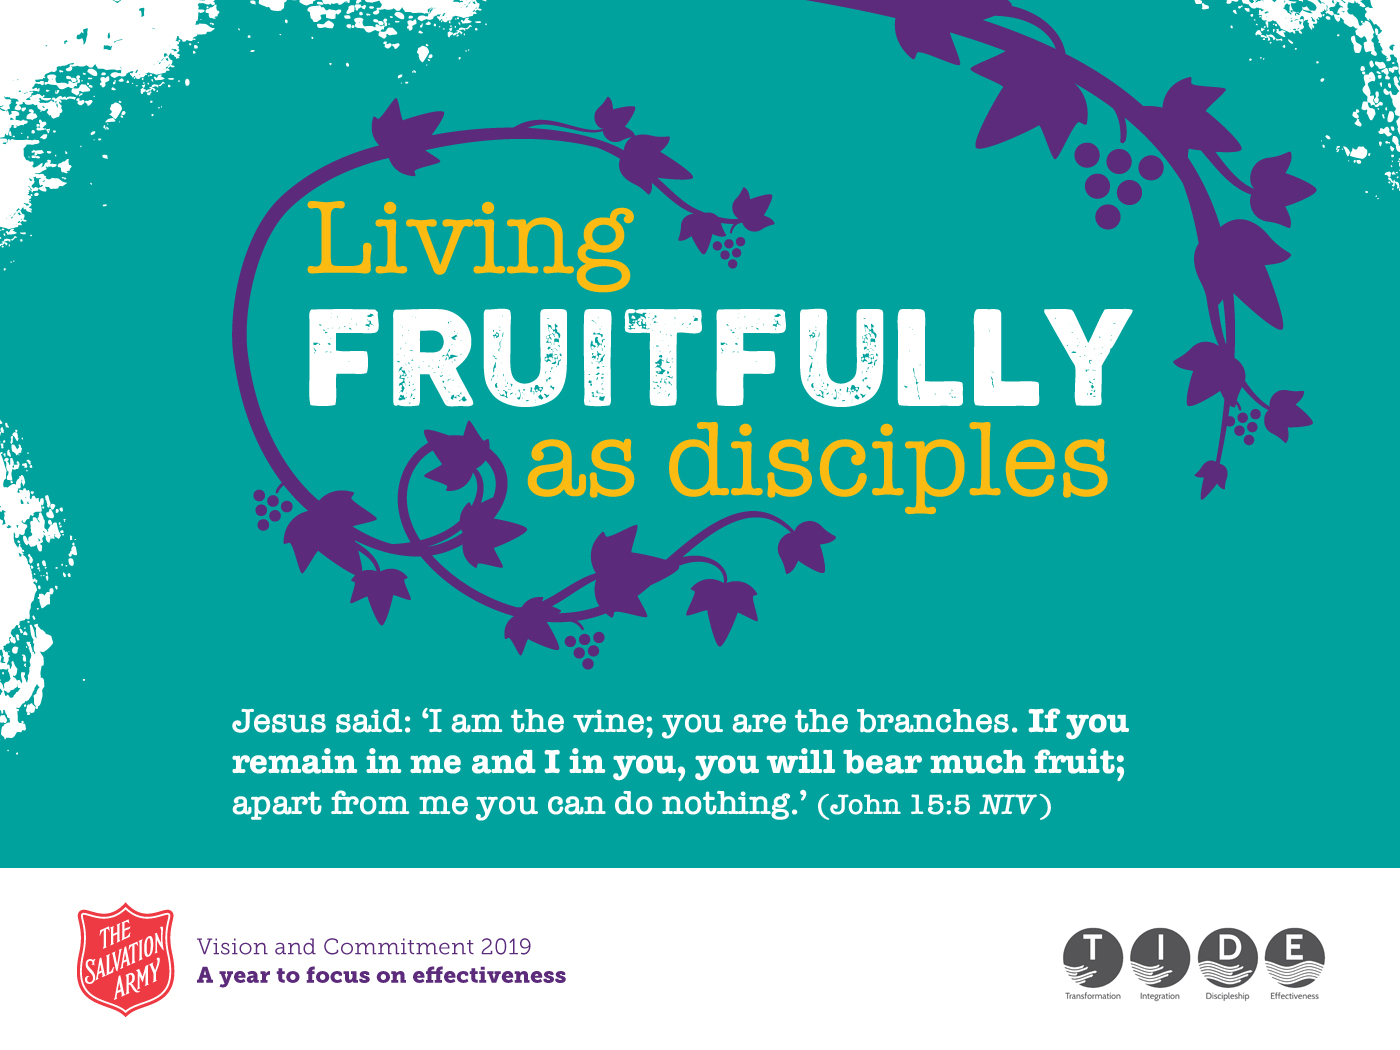 Living
FRUITFULLY
as disciples
Jesus said: ‘I am the vine; you are the branches. If you
remain in me and I in you, you will bear much fruit;
apart from me you can do nothing.’ (John 15:5 NIV)
THE
SALVATION
ARMY
Vision and Commitment 2019
A year to focus on effectiveness
T I D E
Transformation Integration Discipleship Effectiveness